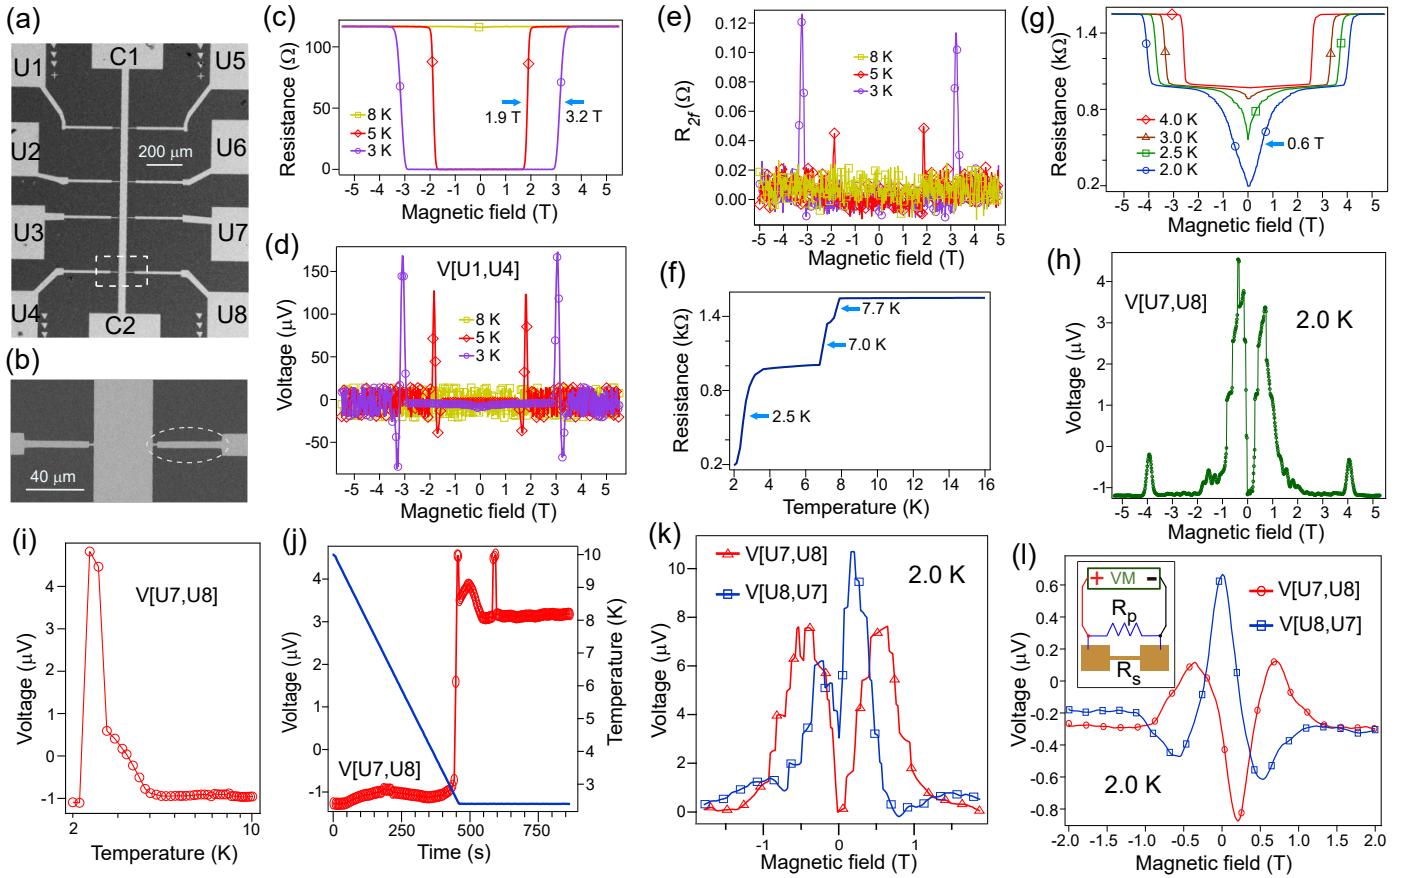 (a)
C1
U1
U5
U2
U6
200 μm
U3
U7
U4
U8
C2
(b)
40 μm
(c)
Resistance (Ω)
100
50
0
8 K
5 K
3 K
1.9 T
3.2 T
-5 -4 -3 -2 -1 0 1 2 3 4 5
Magnetic field (T)
(d)
V[U1,U4]
Voltage (μV)
150
100
50
0
-50
8 K
5 K
3 K
-5 -4 -3 -2 -1 0 1 2 3 4 5
Magnetic field (T)
(e)
R2f (Ω)
0.12
0.10
0.08
0.06
0.04
0.02
0.00
8 K
5 K
3 K
-5 -4 -3 -2 -1 0 1 2 3 4 5
Magnetic field (T)
(f)
Resistance (kΩ)
1.4
0.8
0.2
7.7 K
7.0 K
2.5 K
2 4 6 8 10 12 14 16
Temperature (K)
(g)
Resistance (kΩ)
1.4
0.8
0.2
4.0 K
3.0 K
2.5 K
2.0 K
0.6 T
-5 -4 -3 -2 -1 0 1 2 3 4 5
Magnetic field (T)
(h)
V[U7,U8]
2.0 K
Voltage (μV)
4
3
2
1
0
-1
-5 -4 -3 -2 -1 0 1 2 3 4 5
Magnetic field (T)
(i)
V[U7,U8]
Voltage (μV)
4
3
2
1
0
-1
2 10
Temperature (K)
(j)
Voltage (μV)
4
3
2
1
0
-1
V[U7,U8]
10
9
8
7
6
5
4
3
Temperature (K)
0 250 500 750
Time (s)
(k)
V[U7,U8]
V[U8,U7]
2.0 K
Voltage (μV)
10
8
6
4
2
0
-1 0 1
Magnetic field (T)
(l)
+ VM -
Rp
Rs
V[U7,U8]
V[U8,U7]
2.0 K
Voltage (μV)
0.6
0.4
0.2
0
-0.2
-0.4
-0.6
-0.8
-2.0 -1.5 -1.0 -0.5 0 0.5 1.0 1.5 2.0
Magnetic field (T)